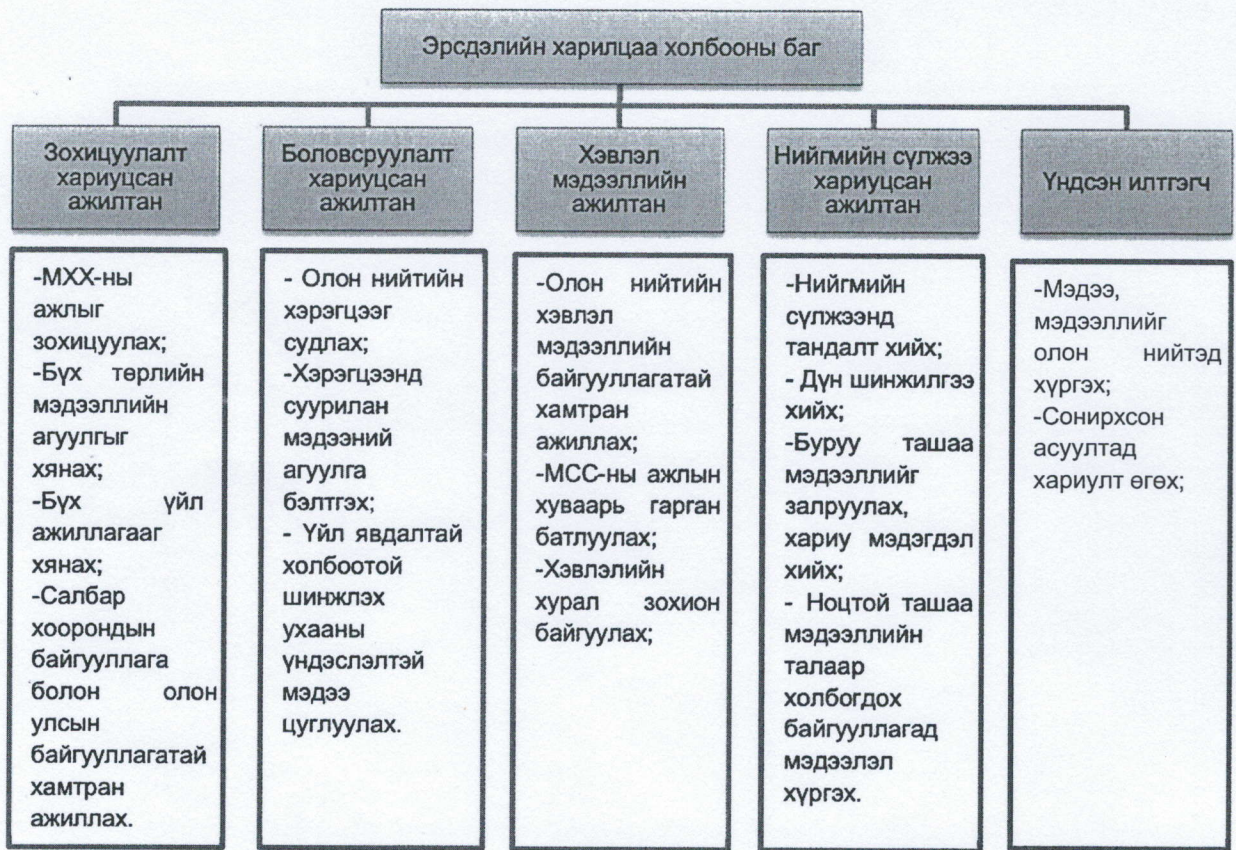 Эрсдэлийн харилцаа холбооны баг
Зохицуулалт
хариуцсан
ажилтан
-МХХ-ны
ажлыг
зохицуулах;
-Бүх төрлийн
мэдээллийн
агуулгыг
хянах;
-Бүх үйл
ажиллагааг
хянах;
-Салбар
хоорондын
байгууллага
болон олон
улсын
байгууллагатай
хамтран
ажиллах.
Боловсруулалт
хариуцсан
ажилтан
- Олон нийтийн
хэрэгцээг
судлах;
-Хэрэгцээнд
суурилан
мэдээний
агуулга
бэлтгэх;
- Үйл явдалтай
холбоотой
шинжлэх
ухааны
үндэслэлтэй
мэдээ
цуглуулах.
Хэвлэл
мэдээллийн
ажилтан
-Олон нийтийн
хэвлэл
мэдээллийн
байгууллагатай
хамтран
ажиллах;
-МСС-ны ажлын
хуваарь гарган
батлуулах;
-Хэвлэлийн
хурал зохион
байгуулах;
Нийгмийн сүлжээ
хариуцсан
ажилтан
-Нийгмийн
сүлжээнд
тандалт хийх;
- Дүн шинжилгээ
хийх;
-Буруу ташаа
мэдээллийг
залруулах,
хариу мэдэгдэл
хийх;
- Ноцтой ташаа
мэдээллийн
талаар
холбогдох
байгууллагад
мэдээлэл
хүргэх.
Үндсэн илтгэгч
-Мэдээ,
мэдээллийг
олон нийтэд
хүргэх;
-Сонирхсон
асуултад
хариулт өгөх;